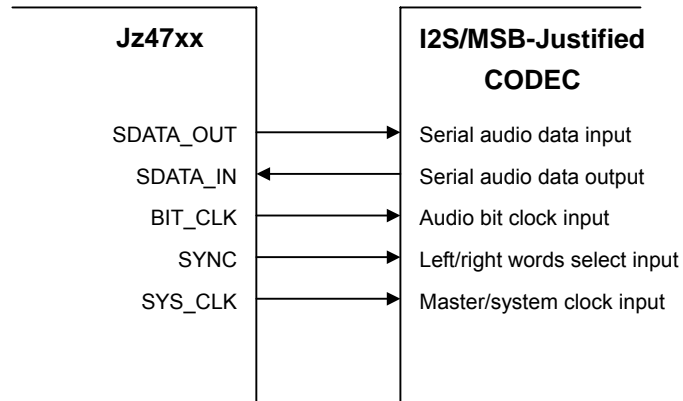 Jz47xx
I2S/MSB-Justified
CODEC
SDATA_OUT
Serial audio data input
SDATA_IN
Serial audio data output
BIT_CLK
Audio bit clock input
SYNC
Left/right words select input
SYS_CLK
Master/system clock input